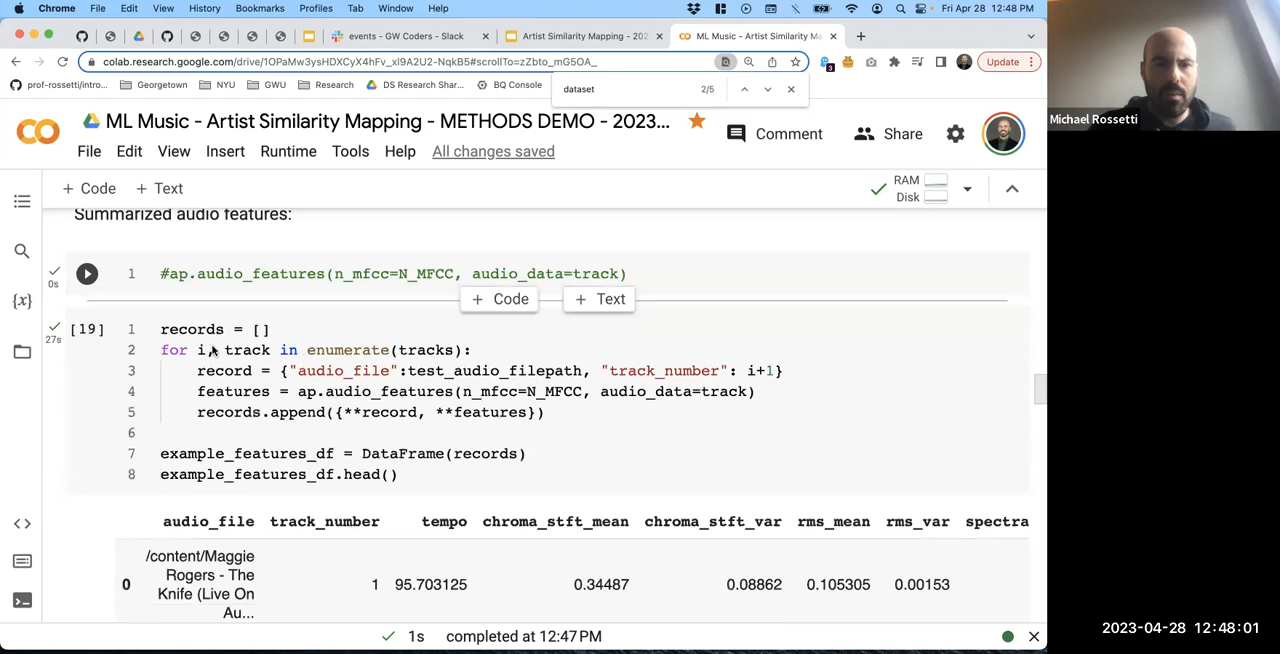 Chrome File Edit View History Bookmarks Profiles Tab Window Help Fri Apr 28 12:48 PM
events - GW Coders - Slack Artist Similarity Mapping - 202 ML Music - Artist Similarity Ma
colab.research.google.com/drive/1OPaMw3ysHDXCyX4hFv_xl9A2U2-NqkB5#scrollTo=zZbto_mG5OA_ 3 Update
prof-rossetti/intro... Georgetown NYU GWU Research DS Research Shar... BQ Console
dataset 2/5
ML Music - Artist Similarity Mapping - METHODS DEMO - 2023... Comment Share
File Edit View Insert Runtime Tools Help All changes saved
+ Code + Text RAM
Disk
Summarized audio features:
0s 1 #ap.audio_features(n_mfcc=N_MFCC, audio_data=track)
+ Code + Text
[19] 1 records = []
27s
2 for i, track in enumerate(tracks):
3 record = {"audio_file":test_audio_filepath, "track_number": i+1}
4 features = ap.audio_features(n_mfcc=N_MFCC, audio_data=track)
5 records.append({**record, **features})
6
7 example_features_df = DataFrame(records)
8 example_features_df.head()
audio_file track_number tempo chroma_stft_mean chroma_stft_var rms_mean rms_var spectra
/content/Maggie
Rogers - The
0 Knife (Live On 1 95.703125 0.34487 0.08862 0.105305 0.00153
Au...
1s completed at 12:47 PM
Michael Rossetti
2023-04-28 12:48:01